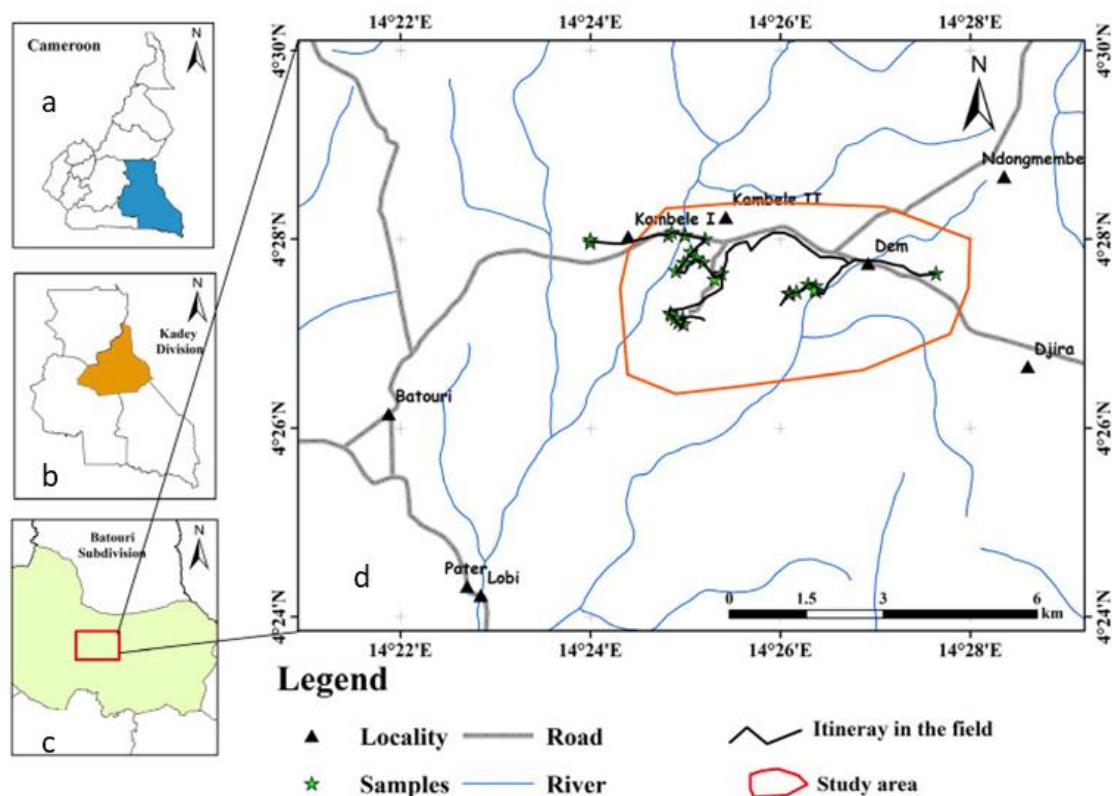 Cameroon
N
a
N
Kadey
Division
b
Batouri
Subdivision
N
c
14°22'E
14°24'E
14°26'E
14°28'E
4°30'N
4°30'N
N
Ndongmembe
Kambele II
Kambele I
4°28'N
4°28'N
Dem
Djira
Batouri
4°26'N
4°26'N
d
Pater
Lobi
0
1.5
3
6
km
4°24'N
4°24'N
14°22'E
14°24'E
14°26'E
14°28'E
Legend
Locality
Road
Itineray in the field
Samples
River
Study area